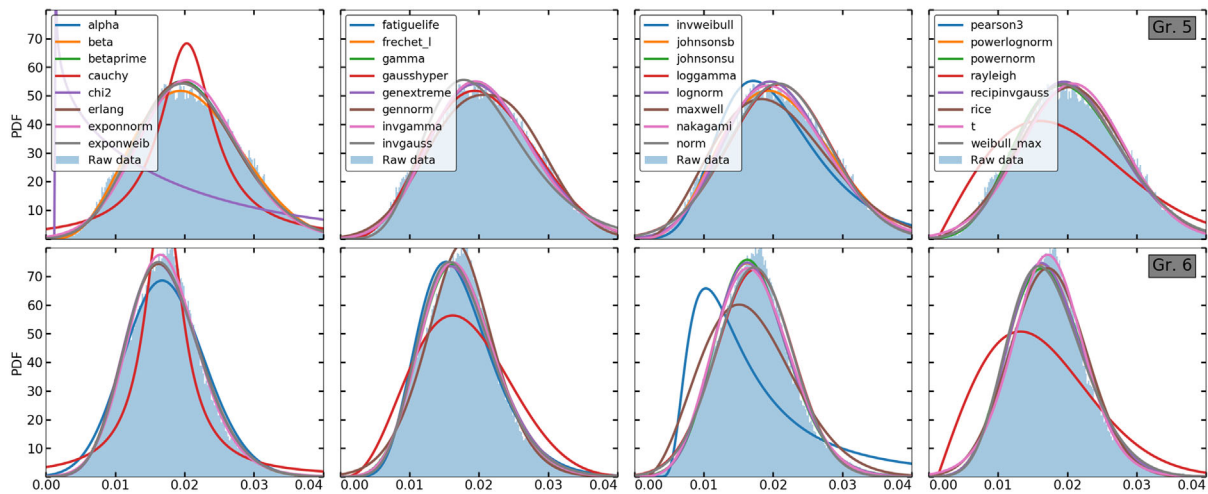 alpha
beta
betaprime
cauchy
chi2
erlang
exponnorm
exponweib
Raw data
fatiguelife
frechet_l
gamma
gausshyper
genextreme
gennorm
invgamma
invgauss
Raw data
invweibull
johnsonsb
johnsonsu
loggamma
lognorm
maxwell
nakagami
norm
Raw data
pearson3
powerlognorm
powernorm
rayleigh
recipinvgauss
rice
t
weibull_max
Raw data
Gr. 5
PDF
70
60
50
40
30
20
10
Gr. 6
PDF
70
60
50
40
30
20
10
0.00 0.01 0.02 0.03 0.04
0.00 0.01 0.02 0.03 0.04
0.00 0.01 0.02 0.03 0.04
0.00 0.01 0.02 0.03 0.04